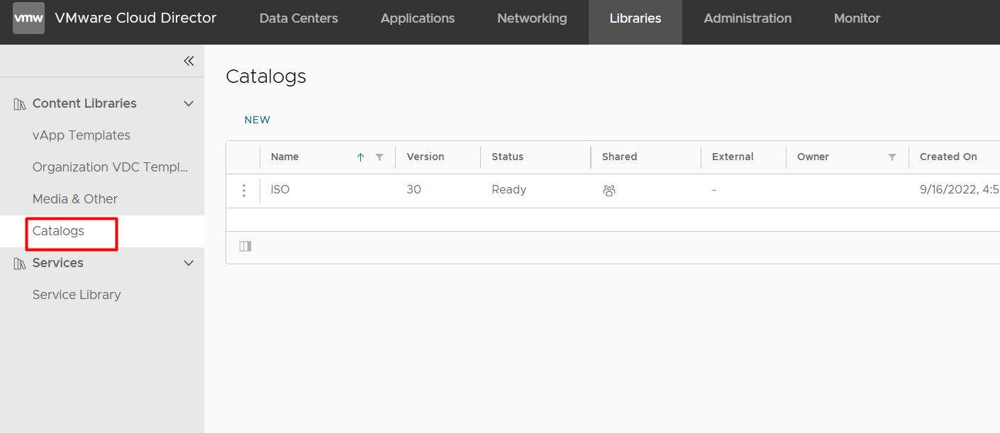 vmw VMware Cloud Director Data Centers Applications Networking Libraries Administration Monitor
Content Libraries
vApp Templates
Organization VDC Templ...
Media & Other
Catalogs
Services
Service Library
Catalogs
NEW
Name Version Status Shared External Owner Created On
ISO 30 Ready - 9/16/2022, 4:5